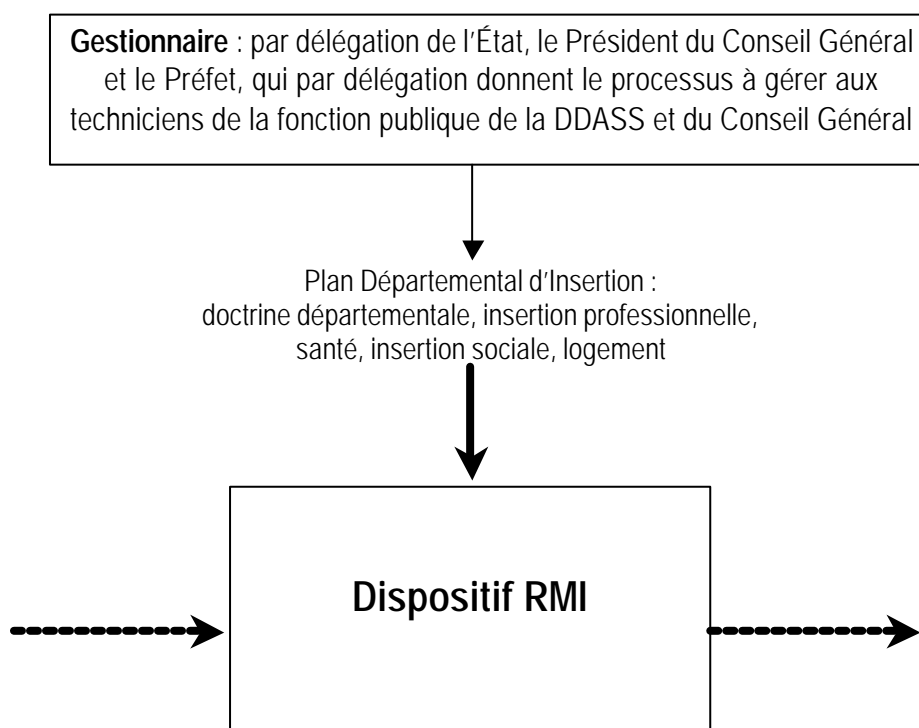 Gestionnaire : par délégation de l’État, le Président du Conseil Général
et le Préfet, qui par délégation donnent le processus à gérer aux
techniciens de la fonction publique de la DDASS et du Conseil Général
Plan Départemental d’Insertion :
doctrine départementale, insertion professionnelle,
santé, insertion sociale, logement
Dispositif RMI